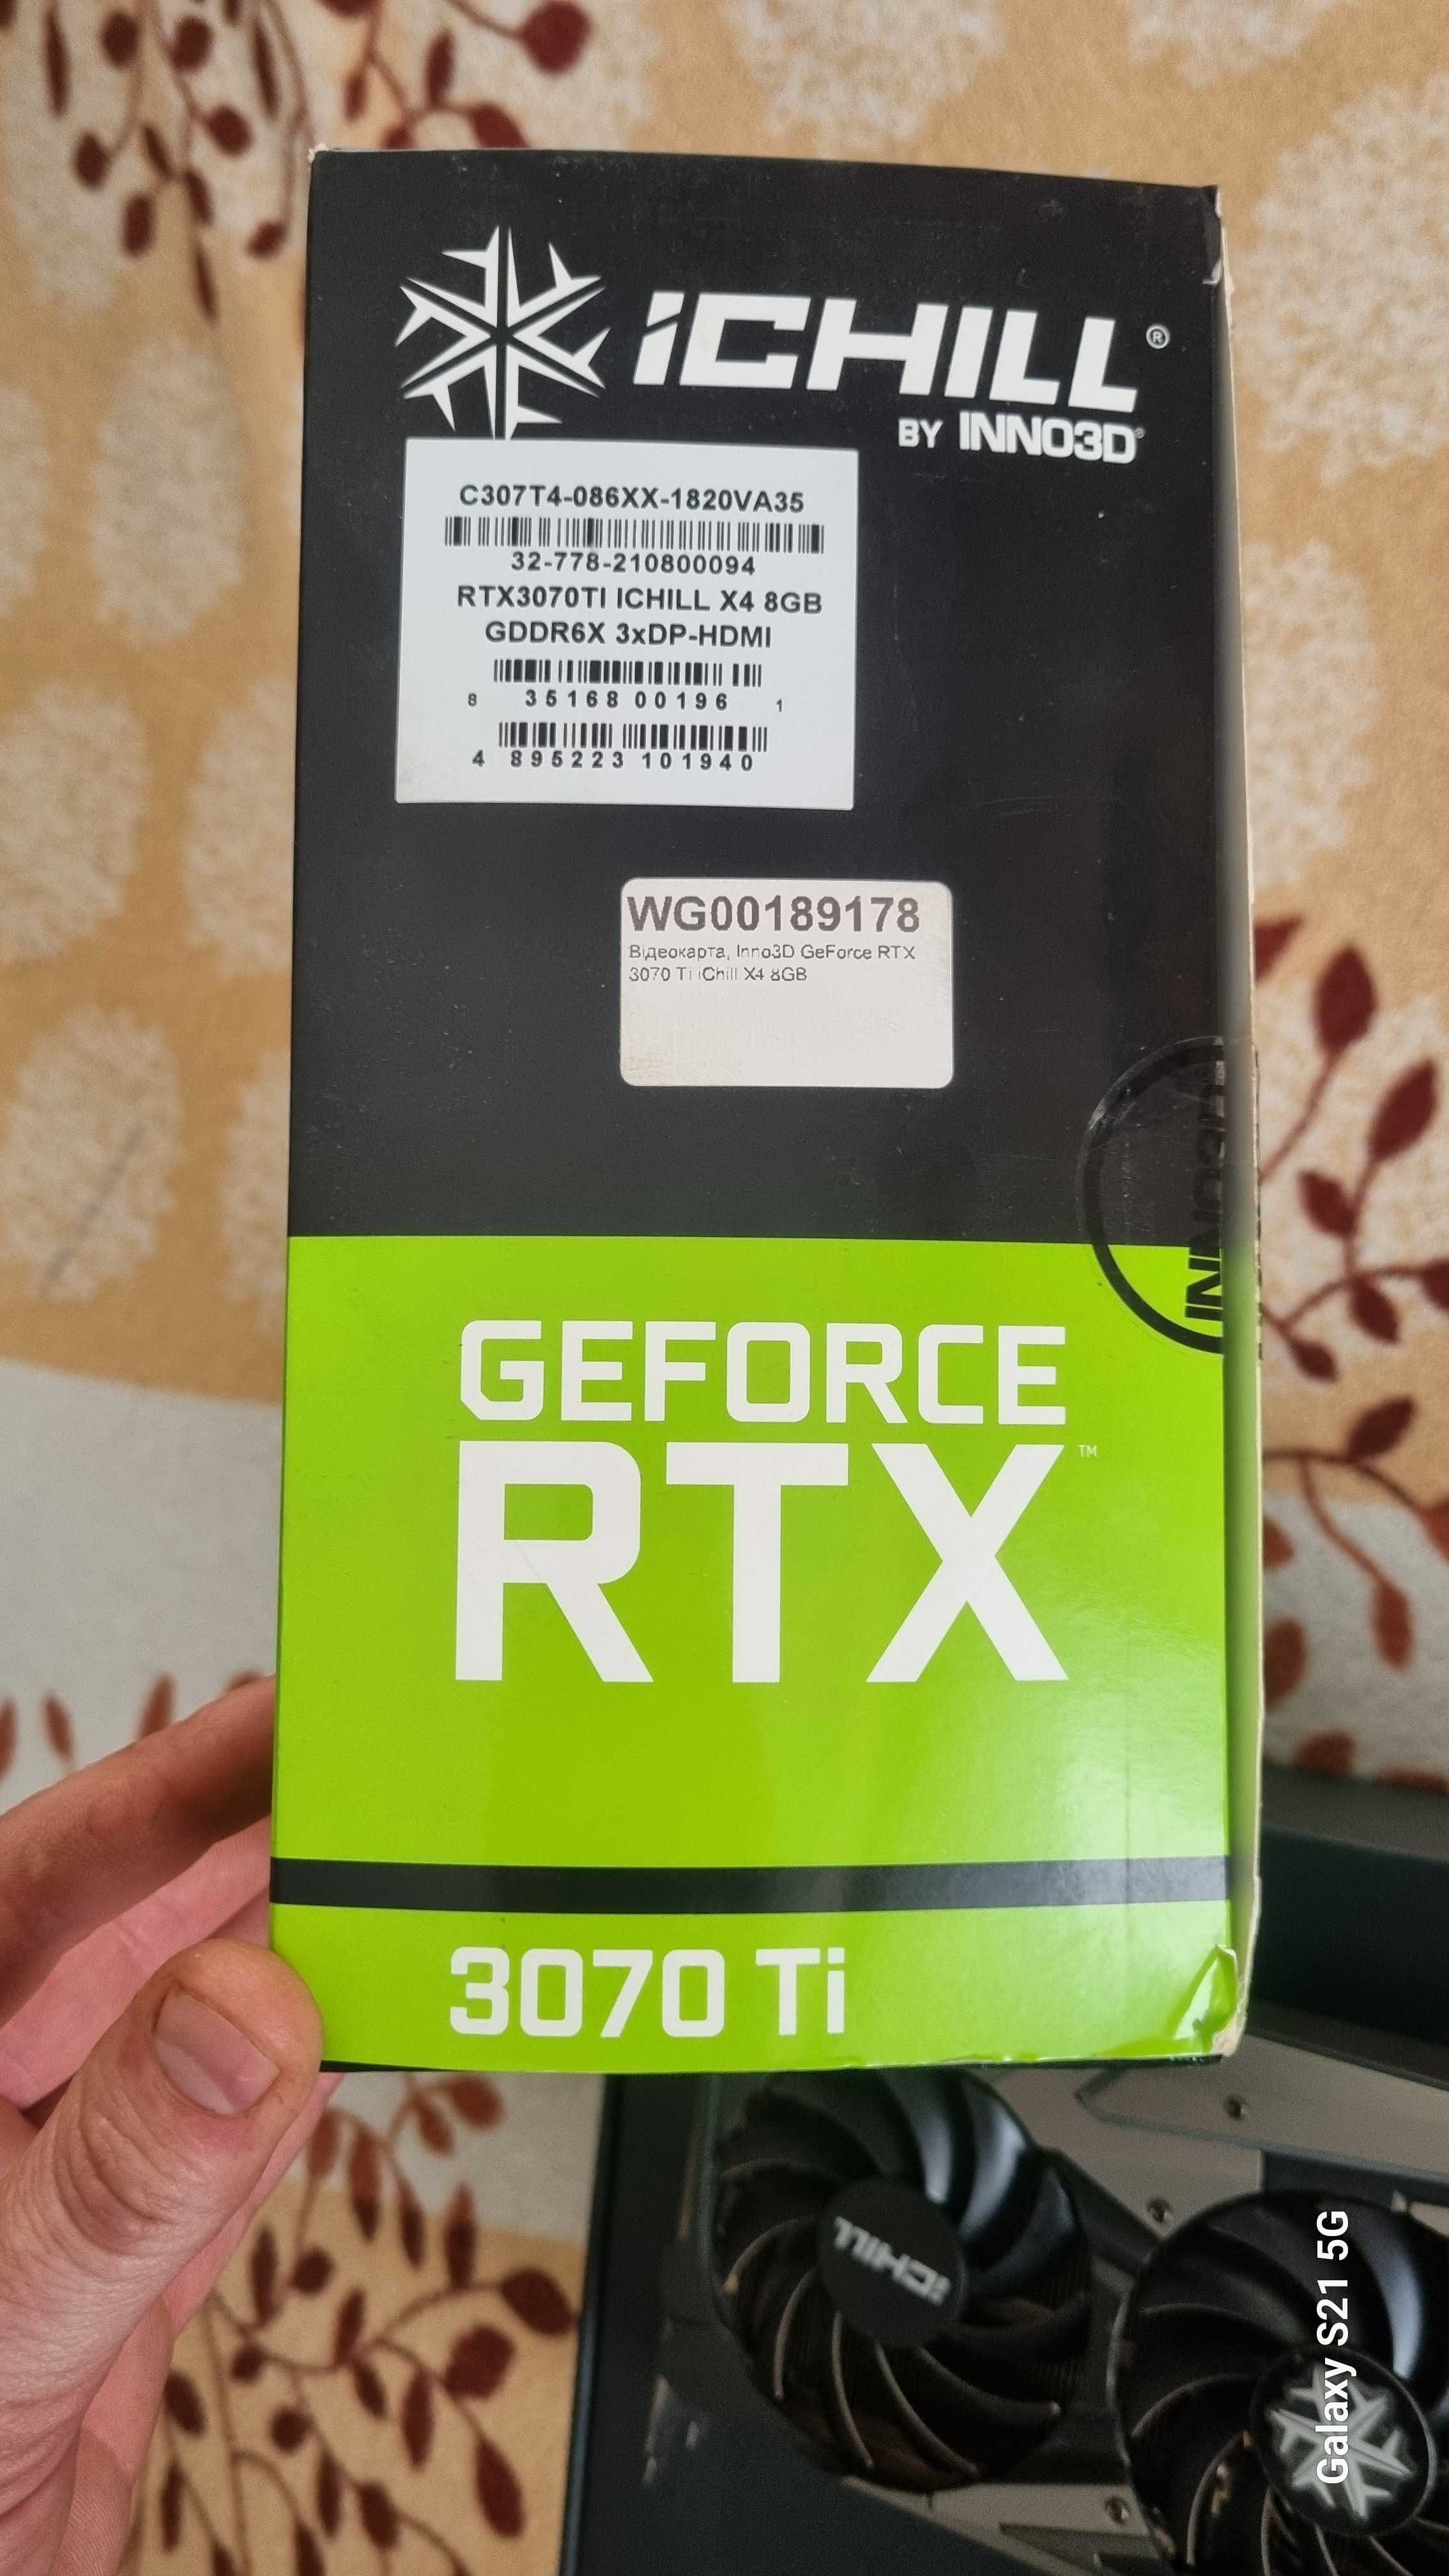 iCHILL®
BY INNO3D®
C307T4-086XX-1820VA35
32-778-210800094
RTX3070TI ICHILL X4 8GB
GDDR6X 3xDP-HDMI
8 35168 00196 1
4 895223 101940
WG00189178
Відеокарта, Inno3D GeForce RTX
3070 Ti iChill X4 8GB
INNO3D
GEFORCE
RTX™
3070 Ti
iCHILL
Galaxy S21 5G